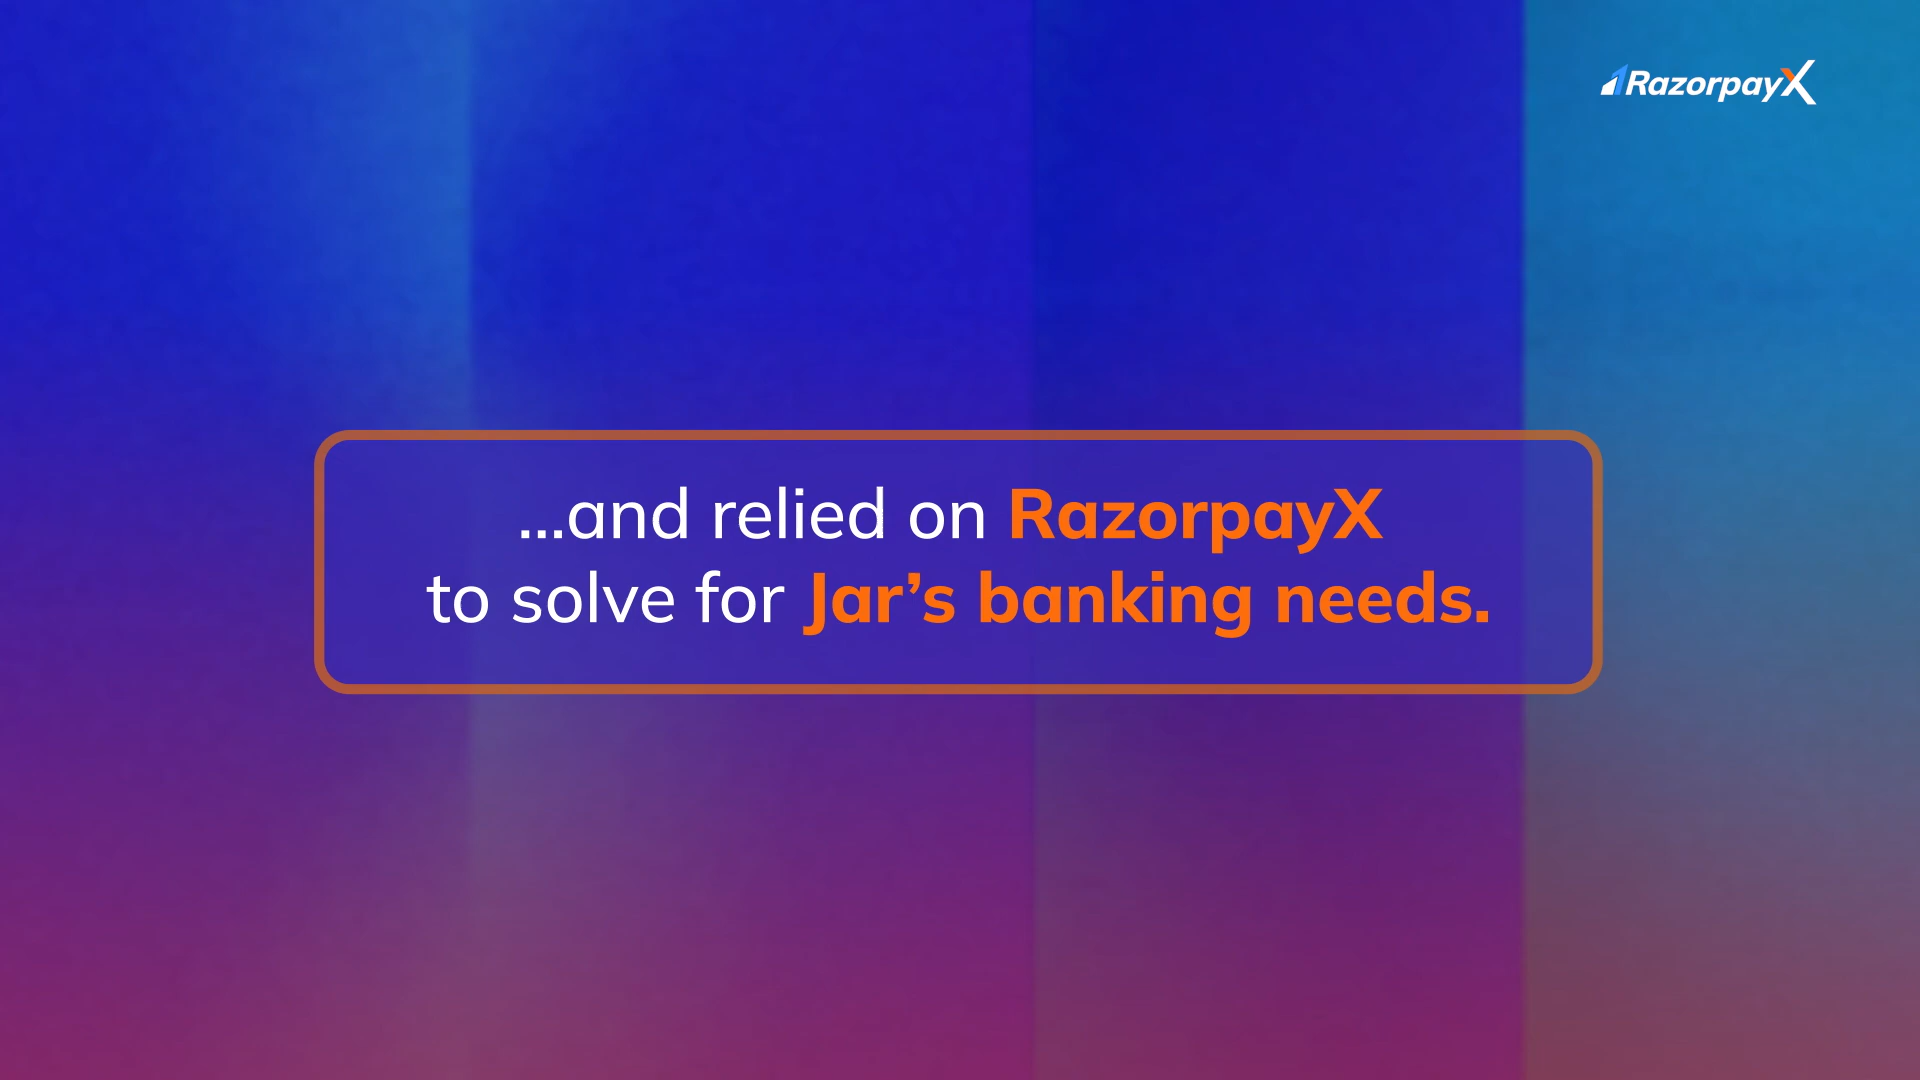 RazorpayX
...and relied on RazorpayX
to solve for Jar’s banking needs.